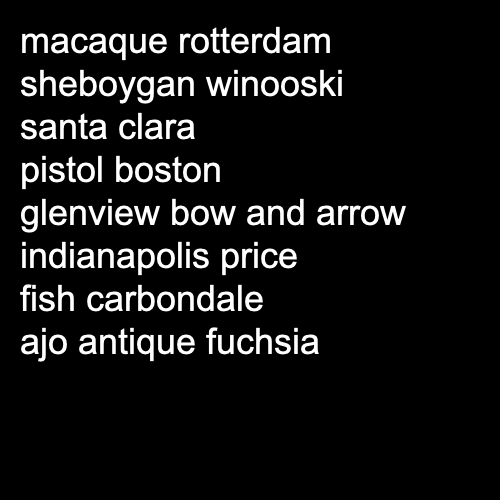 macaque rotterdam
sheboygan winooski
santa clara
pistol boston
glenview bow and arrow
indianapolis price
fish carbondale
ajo antique fuchsia